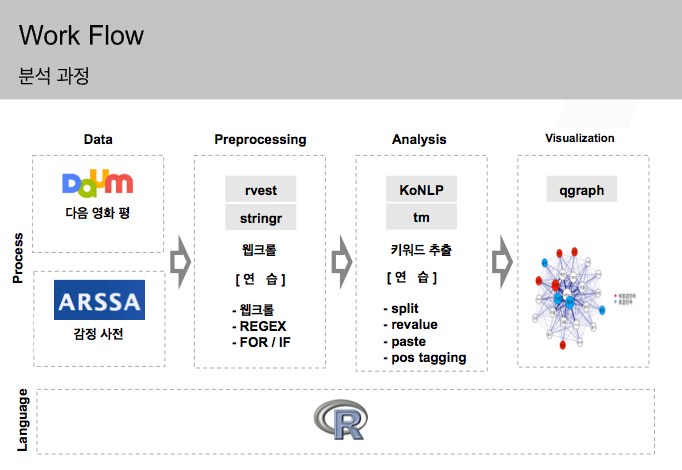 Work Flow
분석 과정
Data
Preprocessing
Analysis
Visualization
Process
Daum
다음 영화 평
ARSSA
감정 사전
rvest
stringr
웹크롤
[ 연 습 ]
- 웹크롤
- REGEX
- FOR / IF
KoNLP
tm
키워드 추출
[ 연 습 ]
- split
- revalue
- paste
- pos tagging
qgraph
Language
R